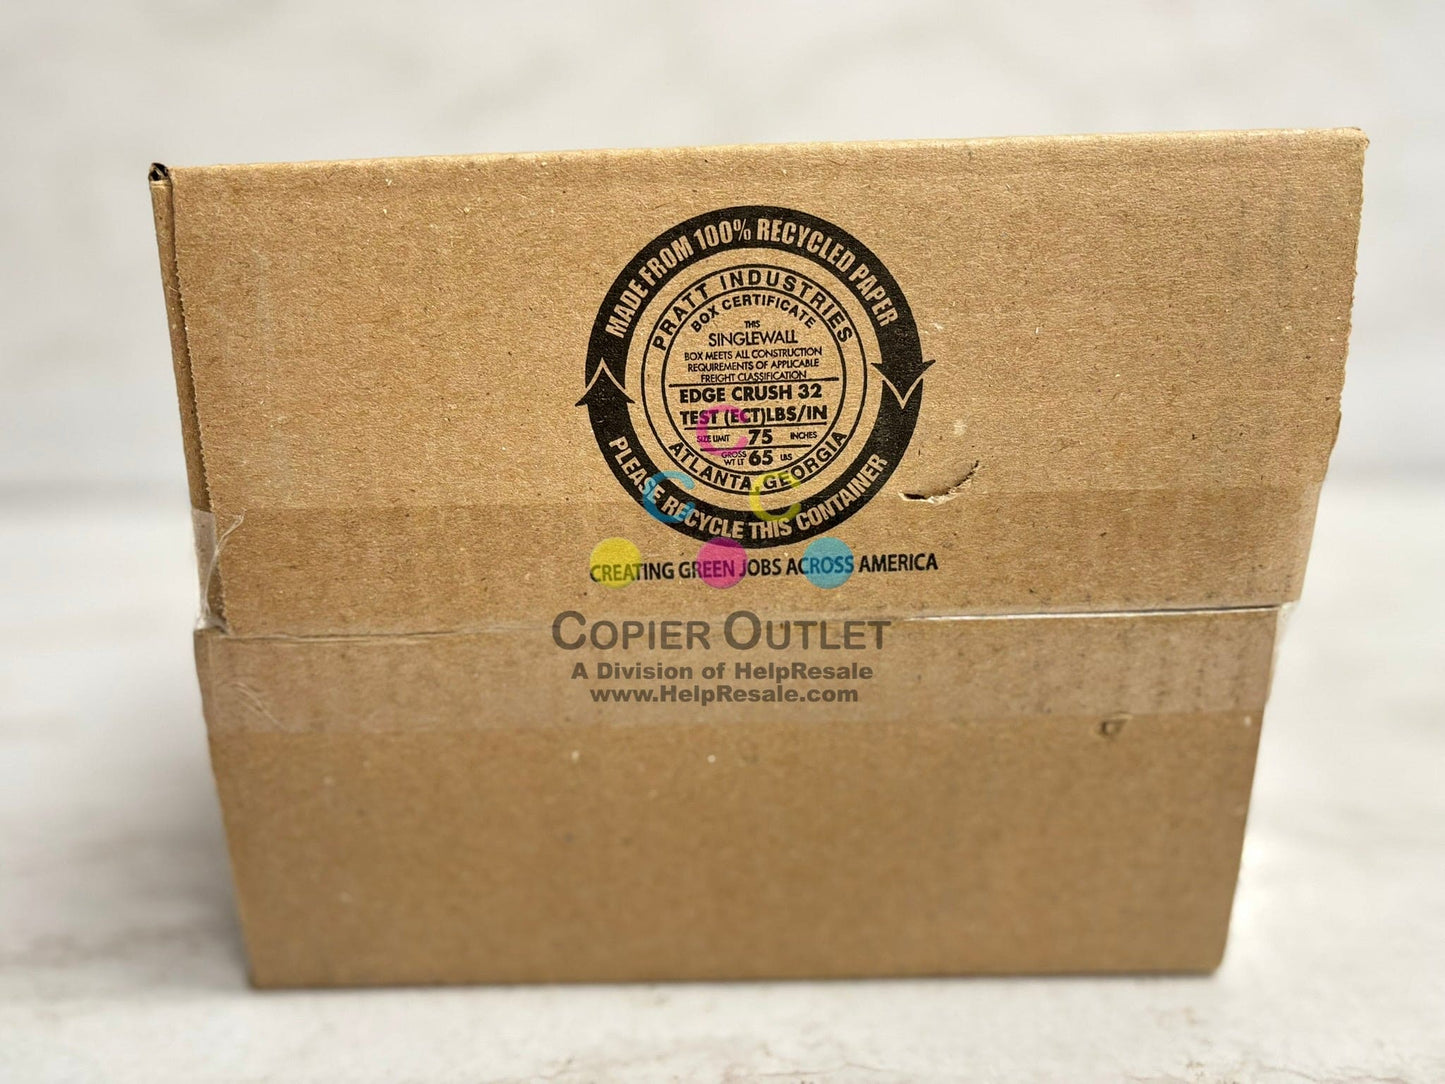 MADE FROM 100% RECYCLED PAPER
PRATT INDUSTRIES
BOX CERTIFICATE
THIS
SINGLEWALL
BOX MEETS ALL CONSTRUCTION
REQUIREMENTS OF APPLICABLE
FREIGHT CLASSIFICATION
EDGE CRUSH 32
TEST (ECT)LBS/IN
SIZE LIMIT 75 INCHES
GROSS
WT LT 65 LBS
ATLANTA, GEORGIA
PLEASE RECYCLE THIS CONTAINER
CREATING GREEN JOBS ACROSS AMERICA
C
C C
COPIER OUTLET
A Division of HelpResale
www.HelpResale.com